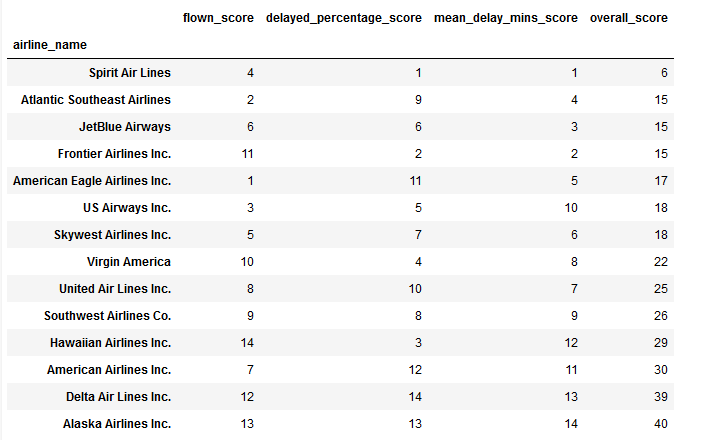 flown_score delayed_percentage_score mean_delay_mins_score overall_score
airline_name
Spirit Air Lines 4 1 1 6
Atlantic Southeast Airlines 2 9 4 15
JetBlue Airways 6 6 3 15
Frontier Airlines Inc. 11 2 2 15
American Eagle Airlines Inc. 1 11 5 17
US Airways Inc. 3 5 10 18
Skywest Airlines Inc. 5 7 6 18
Virgin America 10 4 8 22
United Air Lines Inc. 8 10 7 25
Southwest Airlines Co. 9 8 9 26
Hawaiian Airlines Inc. 14 3 12 29
American Airlines Inc. 7 12 11 30
Delta Air Lines Inc. 12 14 13 39
Alaska Airlines Inc. 13 13 14 40